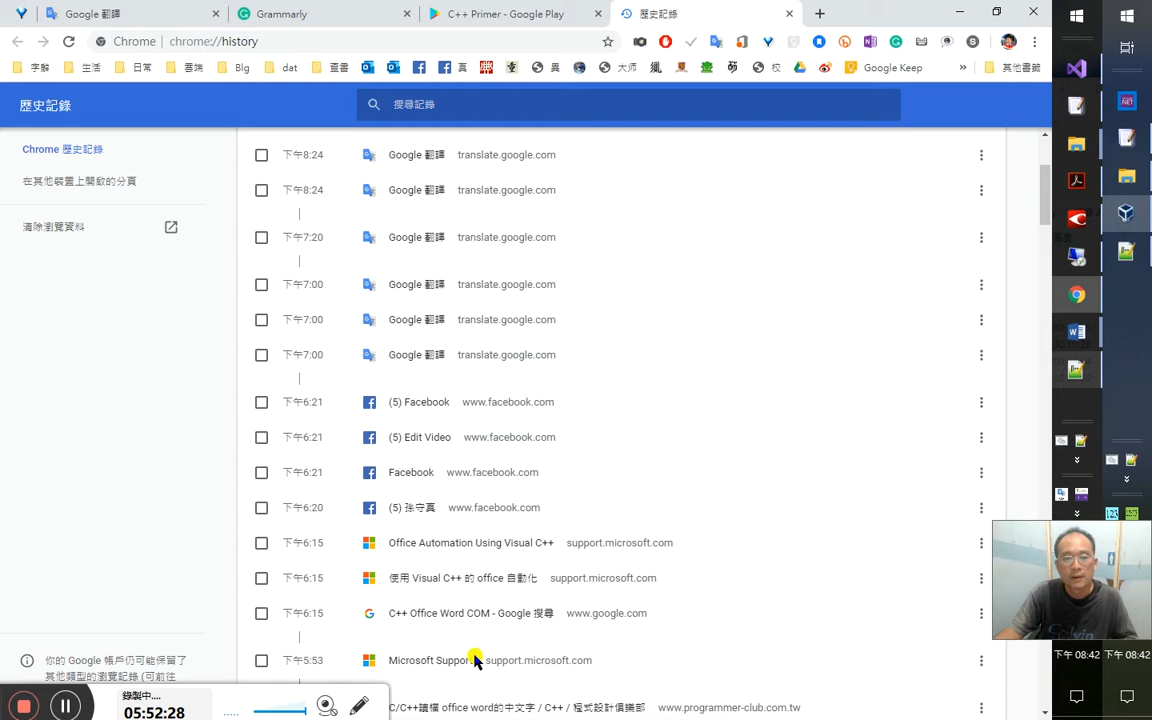 Google 翻譯
Grammarly
C++ Primer - Google Play
歷史記錄
Chrome
chrome://history
字辭
生活
日常
雲端
Blg
dat
查書
真
異
大师
校
Google Keep
其他書籤
歷史記錄
搜尋記錄
Chrome 歷史記錄
在其他裝置上開啟的分頁
清除瀏覽資料
下午8:24 Google 翻譯 translate.google.com
下午8:24 Google 翻譯 translate.google.com
下午7:20 Google 翻譯 translate.google.com
下午7:00 Google 翻譯 translate.google.com
下午7:00 Google 翻譯 translate.google.com
下午7:00 Google 翻譯 translate.google.com
下午6:21 (5) Facebook www.facebook.com
下午6:21 (5) Edit Video www.facebook.com
下午6:21 Facebook www.facebook.com
下午6:20 (5) 孫守真 www.facebook.com
下午6:15 Office Automation Using Visual C++ support.microsoft.com
下午6:15 使用 Visual C++ 的 office 自動化 support.microsoft.com
下午6:15 C++ Office Word COM - Google 搜尋 www.google.com
下午5:53 Microsoft Suppor support.microsoft.com
C/C++讀檔 office word的中文字 / C++ / 程式設計俱樂部 www.programmer-club.com.tw
你的 Google 帳戶仍可能保留了
其他類型的瀏覽記錄 (可前往
錄製中....
05:52:28
.NET
123
下午 08:42
下午 08:42